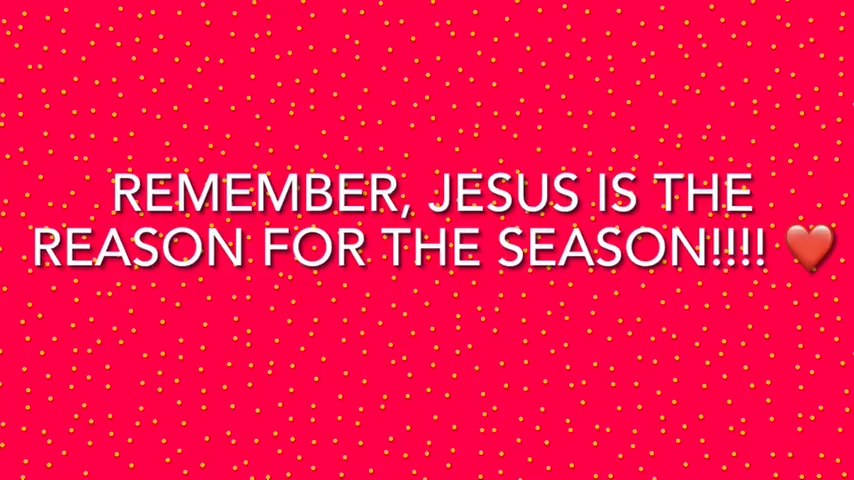 REMEMBER, JESUS IS THE
REASON FOR THE SEASON!!!! ❤️